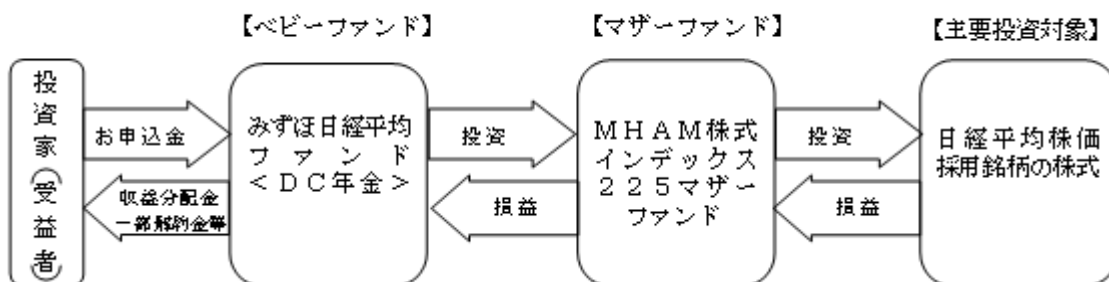 【ベビーファンド】
【マザーファンド】
【主要投資対象】
投資家(受益者)
お申込金
収益分配金
一部解約金等
みずほ日経平均
ファンド
<DC年金>
投資
損益
MHAM株式
インデックス
225マザー
ファンド
投資
損益
日経平均株価
採用銘柄の株式